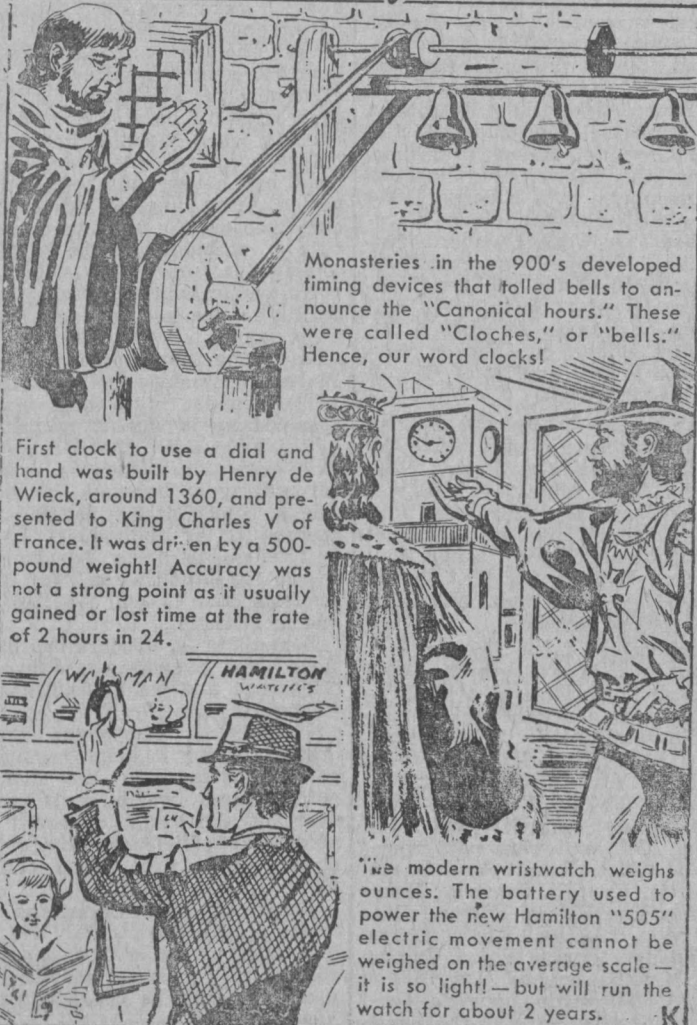 Monasteries in the 900's developed
timing devices that tolled bells to an-
nounce the "Canonical hours." These
were called "Cloches," or "bells."
Hence, our word clocks!
First clock to use a dial and
hand was built by Henry de
Wieck, around 1360, and pre-
sented to King Charles V of
France. It was driven by a 500-
pound weight! Accuracy was
not a strong point as it usually
gained or lost time at the rate
of 2 hours in 24.
HAMILTON
The modern wristwatch weighs
ounces. The battery used to
power the new Hamilton "505"
electric movement cannot be
weighed on the average scale —
it is so light! — but will run the
watch for about 2 years.
K